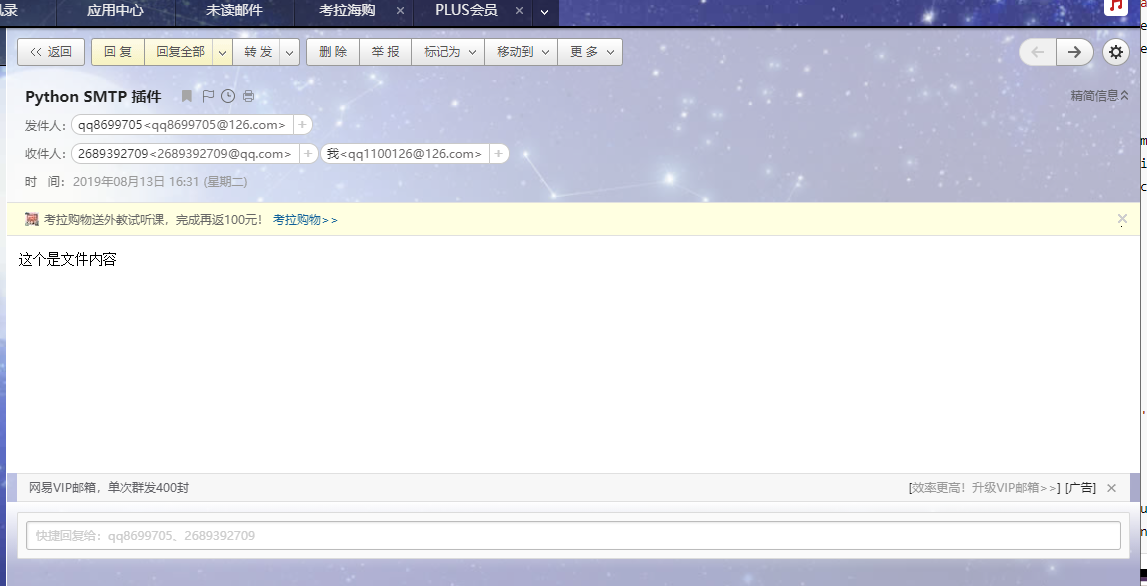 应用中心 未读邮件 考拉海购 × PLUS会员 ×
<< 返回 回复 回复全部 转发 删除 举报 标记为 移动到 更多
Python SMTP 插件
精简信息
发件人: qq8699705<qq8699705@126.com> +
收件人: 2689392709<2689392709@qq.com> + 我<qq1100126@126.com> +
时 间: 2019年08月13日 16:31 (星期二)
考拉购物送外教试听课，完成再返100元！ 考拉购物>> ×
这个是文件内容
网易VIP邮箱，单次群发400封 [效率更高！升级VIP邮箱>>] [广告] ×
快捷回复给：qq8699705、2689392709